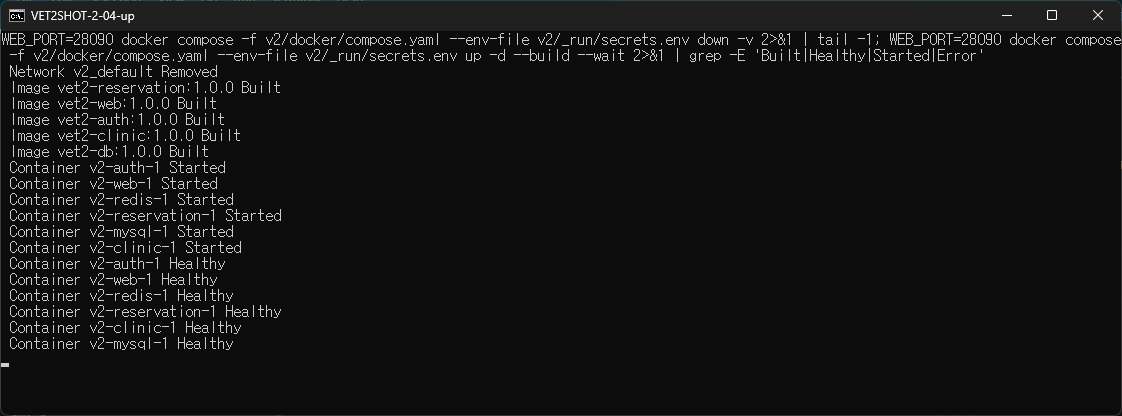 VET2SHOT-2-04-up
WEB_PORT=28090 docker compose -f v2/docker/compose.yaml --env-file v2/_run/secrets.env down -v 2>&1 | tail -1; WEB_PORT=28090 docker compose
-f v2/docker/compose.yaml --env-file v2/_run/secrets.env up -d --build --wait 2>&1 | grep -E 'Built|Healthy|Started|Error'
Network v2_default Removed
Image vet2-reservation:1.0.0 Built
Image vet2-web:1.0.0 Built
Image vet2-auth:1.0.0 Built
Image vet2-clinic:1.0.0 Built
Image vet2-db:1.0.0 Built
Container v2-auth-1 Started
Container v2-web-1 Started
Container v2-redis-1 Started
Container v2-reservation-1 Started
Container v2-mysql-1 Started
Container v2-clinic-1 Started
Container v2-auth-1 Healthy
Container v2-web-1 Healthy
Container v2-redis-1 Healthy
Container v2-reservation-1 Healthy
Container v2-clinic-1 Healthy
Container v2-mysql-1 Healthy